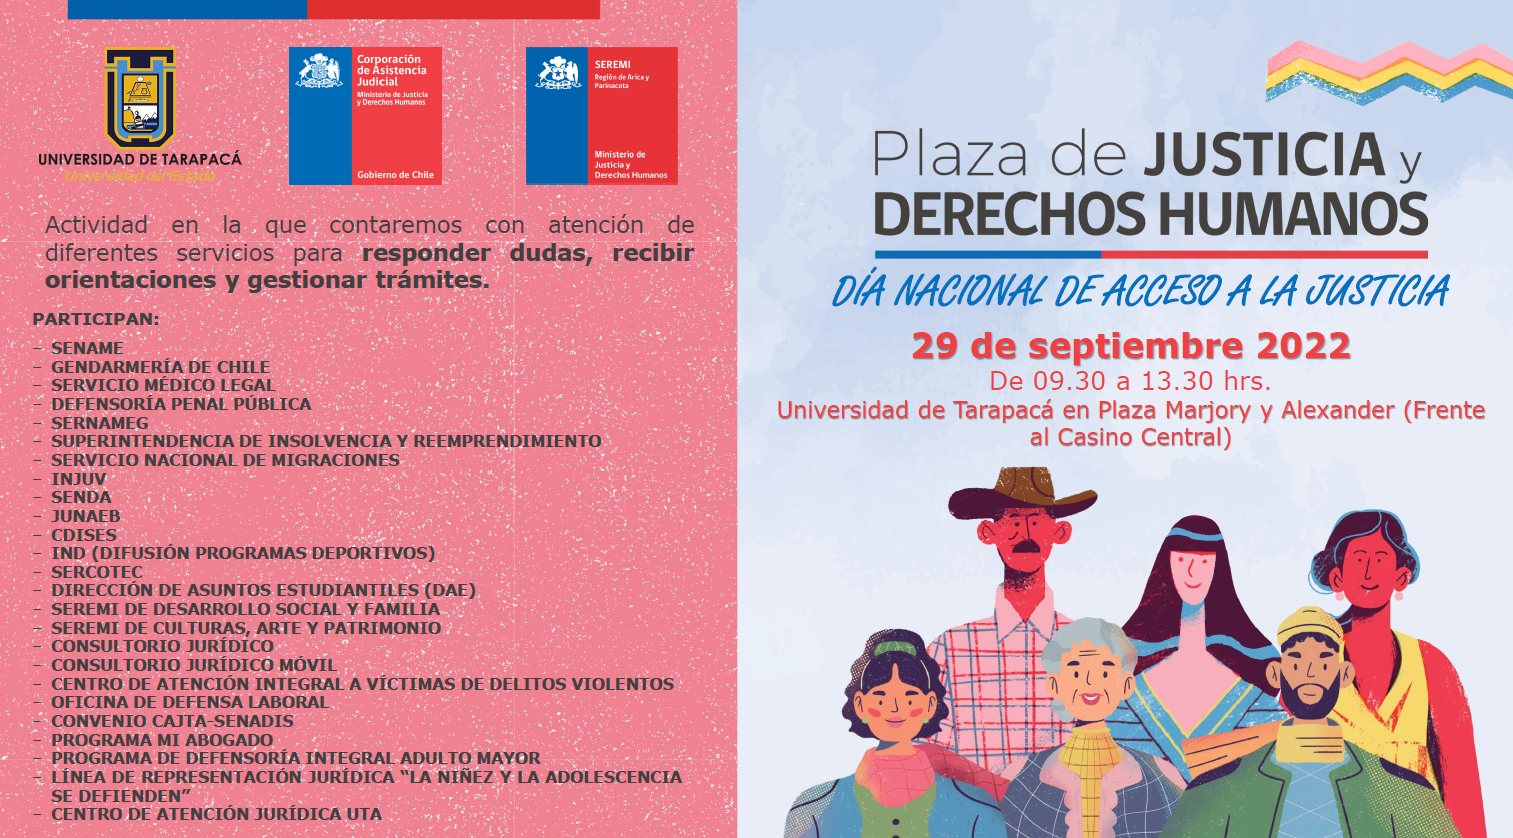 UNIVERSIDAD DE TARAPACÁ
Universidad del Estado
Corporación
de Asistencia
Judicial
Ministerio de Justicia
y Derechos Humanos
Gobierno de Chile
SEREMI
Región de Arica y
Parinacota
Ministerio de
Justicia y
Derechos Humanos
Actividad en la que contaremos con atención de
diferentes servicios para responder dudas, recibir
orientaciones y gestionar trámites.
PARTICIPAN:
– SENAME
– GENDARMERÍA DE CHILE
– SERVICIO MÉDICO LEGAL
– DEFENSORÍA PENAL PÚBLICA
– SERNAMEG
– SUPERINTENDENCIA DE INSOLVENCIA Y REEMPRENDIMIENTO
– SERVICIO NACIONAL DE MIGRACIONES
– INJUV
– SENDA
– JUNAEB
– CDISES
– IND (DIFUSIÓN PROGRAMAS DEPORTIVOS)
– SERCOTEC
– DIRECCIÓN DE ASUNTOS ESTUDIANTILES (DAE)
– SEREMI DE DESARROLLO SOCIAL Y FAMILIA
– SEREMI DE CULTURAS, ARTE Y PATRIMONIO
– CONSULTORIO JURÍDICO
– CONSULTORIO JURÍDICO MÓVIL
– CENTRO DE ATENCIÓN INTEGRAL A VÍCTIMAS DE DELITOS VIOLENTOS
– OFICINA DE DEFENSA LABORAL
– CONVENIO CAJTA-SENADIS
– PROGRAMA MI ABOGADO
– PROGRAMA DE DEFENSORÍA INTEGRAL ADULTO MAYOR
– LÍNEA DE REPRESENTACIÓN JURÍDICA “LA NIÑEZ Y LA ADOLESCENCIA
SE DEFIENDEN”
– CENTRO DE ATENCIÓN JURÍDICA UTA
Plaza de JUSTICIA y
DERECHOS HUMANOS
DÍA NACIONAL DE ACCESO A LA JUSTICIA
29 de septiembre 2022
De 09.30 a 13.30 hrs.
Universidad de Tarapacá en Plaza Marjory y Alexander (Frente
al Casino Central)